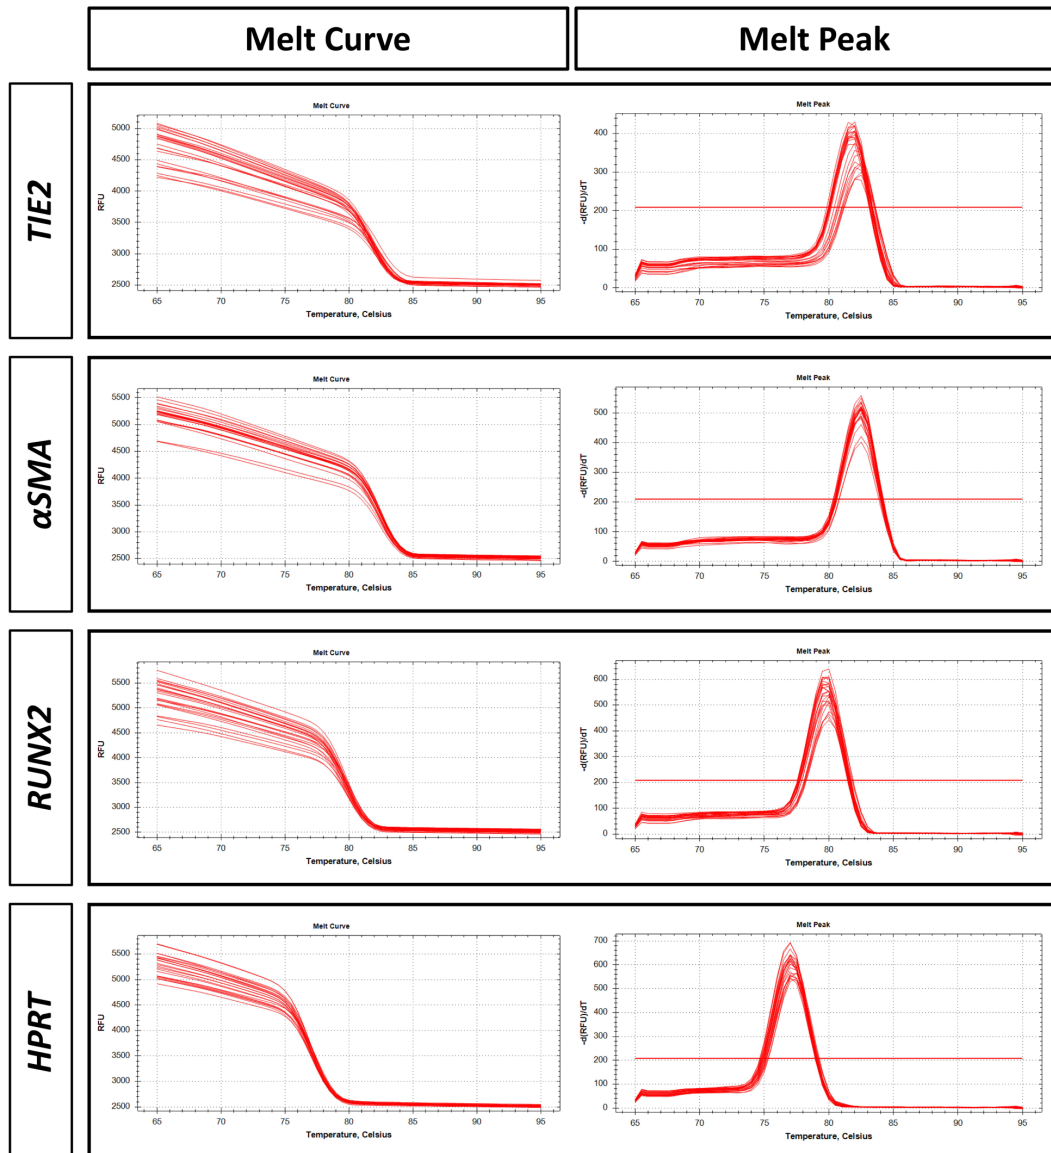 Melt Curve
Melt Peak
TIE2
Melt Curve
5000
4500
4000
3500
3000
2500
RFU
65 70 75 80 85 90 95
Temperature, Celsius
Melt Peak
400
300
200
100
0
-d(RFU)/dT
65 70 75 80 85 90 95
Temperature, Celsius
αSMA
Melt Curve
5500
5000
4500
4000
3500
3000
2500
RFU
65 70 75 80 85 90 95
Temperature, Celsius
Melt Peak
500
400
300
200
100
0
-d(RFU)/dT
65 70 75 80 85 90 95
Temperature, Celsius
RUNX2
Melt Curve
5500
5000
4500
4000
3500
3000
2500
RFU
65 70 75 80 85 90 95
Temperature, Celsius
Melt Peak
600
500
400
300
200
100
0
-d(RFU)/dT
65 70 75 80 85 90 95
Temperature, Celsius
HPRT
Melt Curve
5500
5000
4500
4000
3500
3000
2500
RFU
65 70 75 80 85 90 95
Temperature, Celsius
Melt Peak
700
600
500
400
300
200
100
0
-d(RFU)/dT
65 70 75 80 85 90 95
Temperature, Celsius